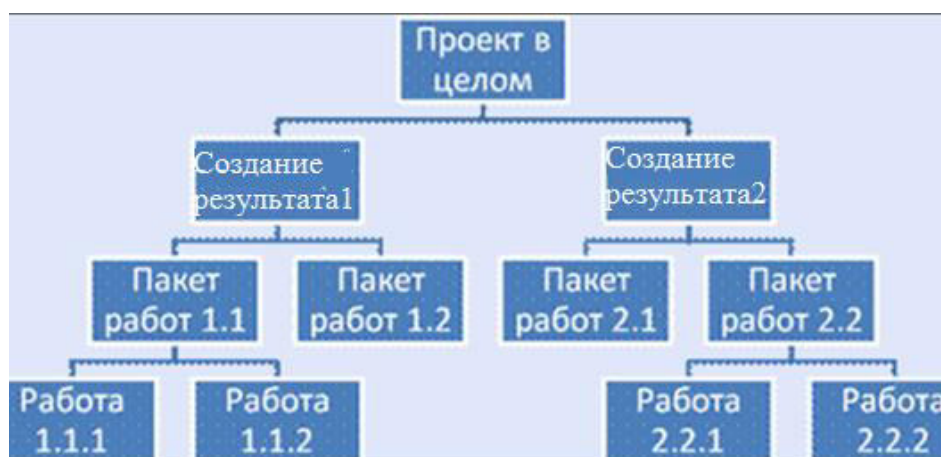 Проект в
целом
Создание
результата1
Создание
результата2
Пакет
работ 1.1
Пакет
работ 1.2
Пакет
работ 2.1
Пакет
работ 2.2
Работа
1.1.1
Работа
1.1.2
Работа
2.2.1
Работа
2.2.2